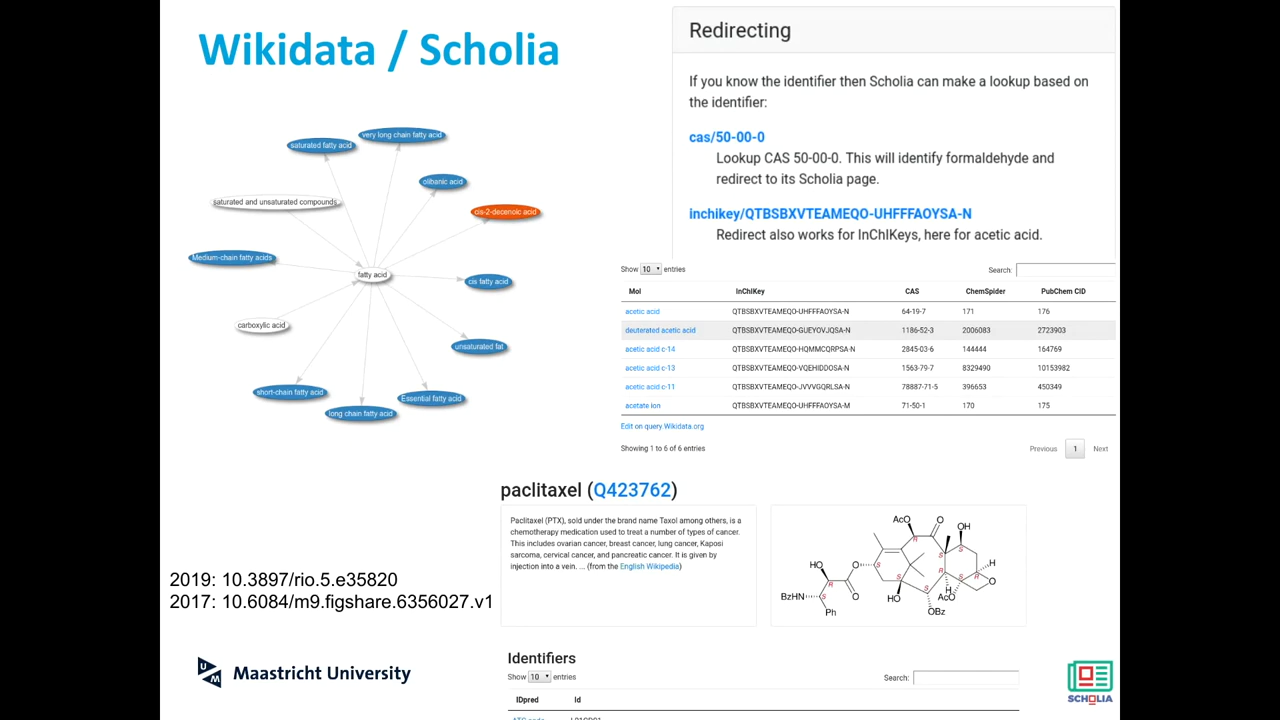 Wikidata / Scholia
very long chain fatty acid
saturated fatty acid
olibanic acid
saturated and unsaturated compounds
cis-2-decenoic acid
Medium-chain fatty acids
fatty acid
cis fatty acid
carboxylic acid
unsaturated fat
short-chain fatty acid
Essential fatty acid
long chain fatty acid
Redirecting
If you know the identifier then Scholia can make a lookup based on
the identifier:
cas/50-00-0
Lookup CAS 50-00-0. This will identify formaldehyde and
redirect to its Scholia page.
inchikey/QTBSBXVTEAMEQO-UHFFFAOYSA-N
Redirect also works for InChIKeys, here for acetic acid.
Show 10 entries Search:
Mol InChIKey CAS ChemSpider PubChem CID
acetic acid QTBSBXVTEAMEQO-UHFFFAOYSA-N 64-19-7 171 176
deuterated acetic acid QTBSBXVTEAMEQO-GUEYOVJQSA-N 1186-52-3 2006083 2723903
acetic acid c-14 QTBSBXVTEAMEQO-HQMMCQRPSA-N 2845-03-6 144444 164769
acetic acid c-13 QTBSBXVTEAMEQO-VQEHIDDOSA-N 1563-79-7 8329490 10153982
acetic acid c-11 QTBSBXVTEAMEQO-JVVVGQRLSA-N 78887-71-5 396653 450349
acetate ion QTBSBXVTEAMEQO-UHFFFAOYSA-M 71-50-1 170 175
Edit on query.Wikidata.org
Showing 1 to 6 of 6 entries Previous 1 Next
paclitaxel (Q423762)
Paclitaxel (PTX), sold under the brand name Taxol among others, is a
chemotherapy medication used to treat a number of types of cancer.
This includes ovarian cancer, breast cancer, lung cancer, Kaposi
sarcoma, cervical cancer, and pancreatic cancer. It is given by
injection into a vein. ... (from the English Wikipedia)
AcO O OH
S
R
S
H
HO O S
R
S
R
R
O
BzHN S
R
O
HO
H
AcO
S
Ph
OBz
2019: 10.3897/rio.5.e35820
2017: 10.6084/m9.figshare.6356027.v1
UM
Maastricht University
Identifiers
Show 10 entries Search:
IDpred Id
SCHOLIA